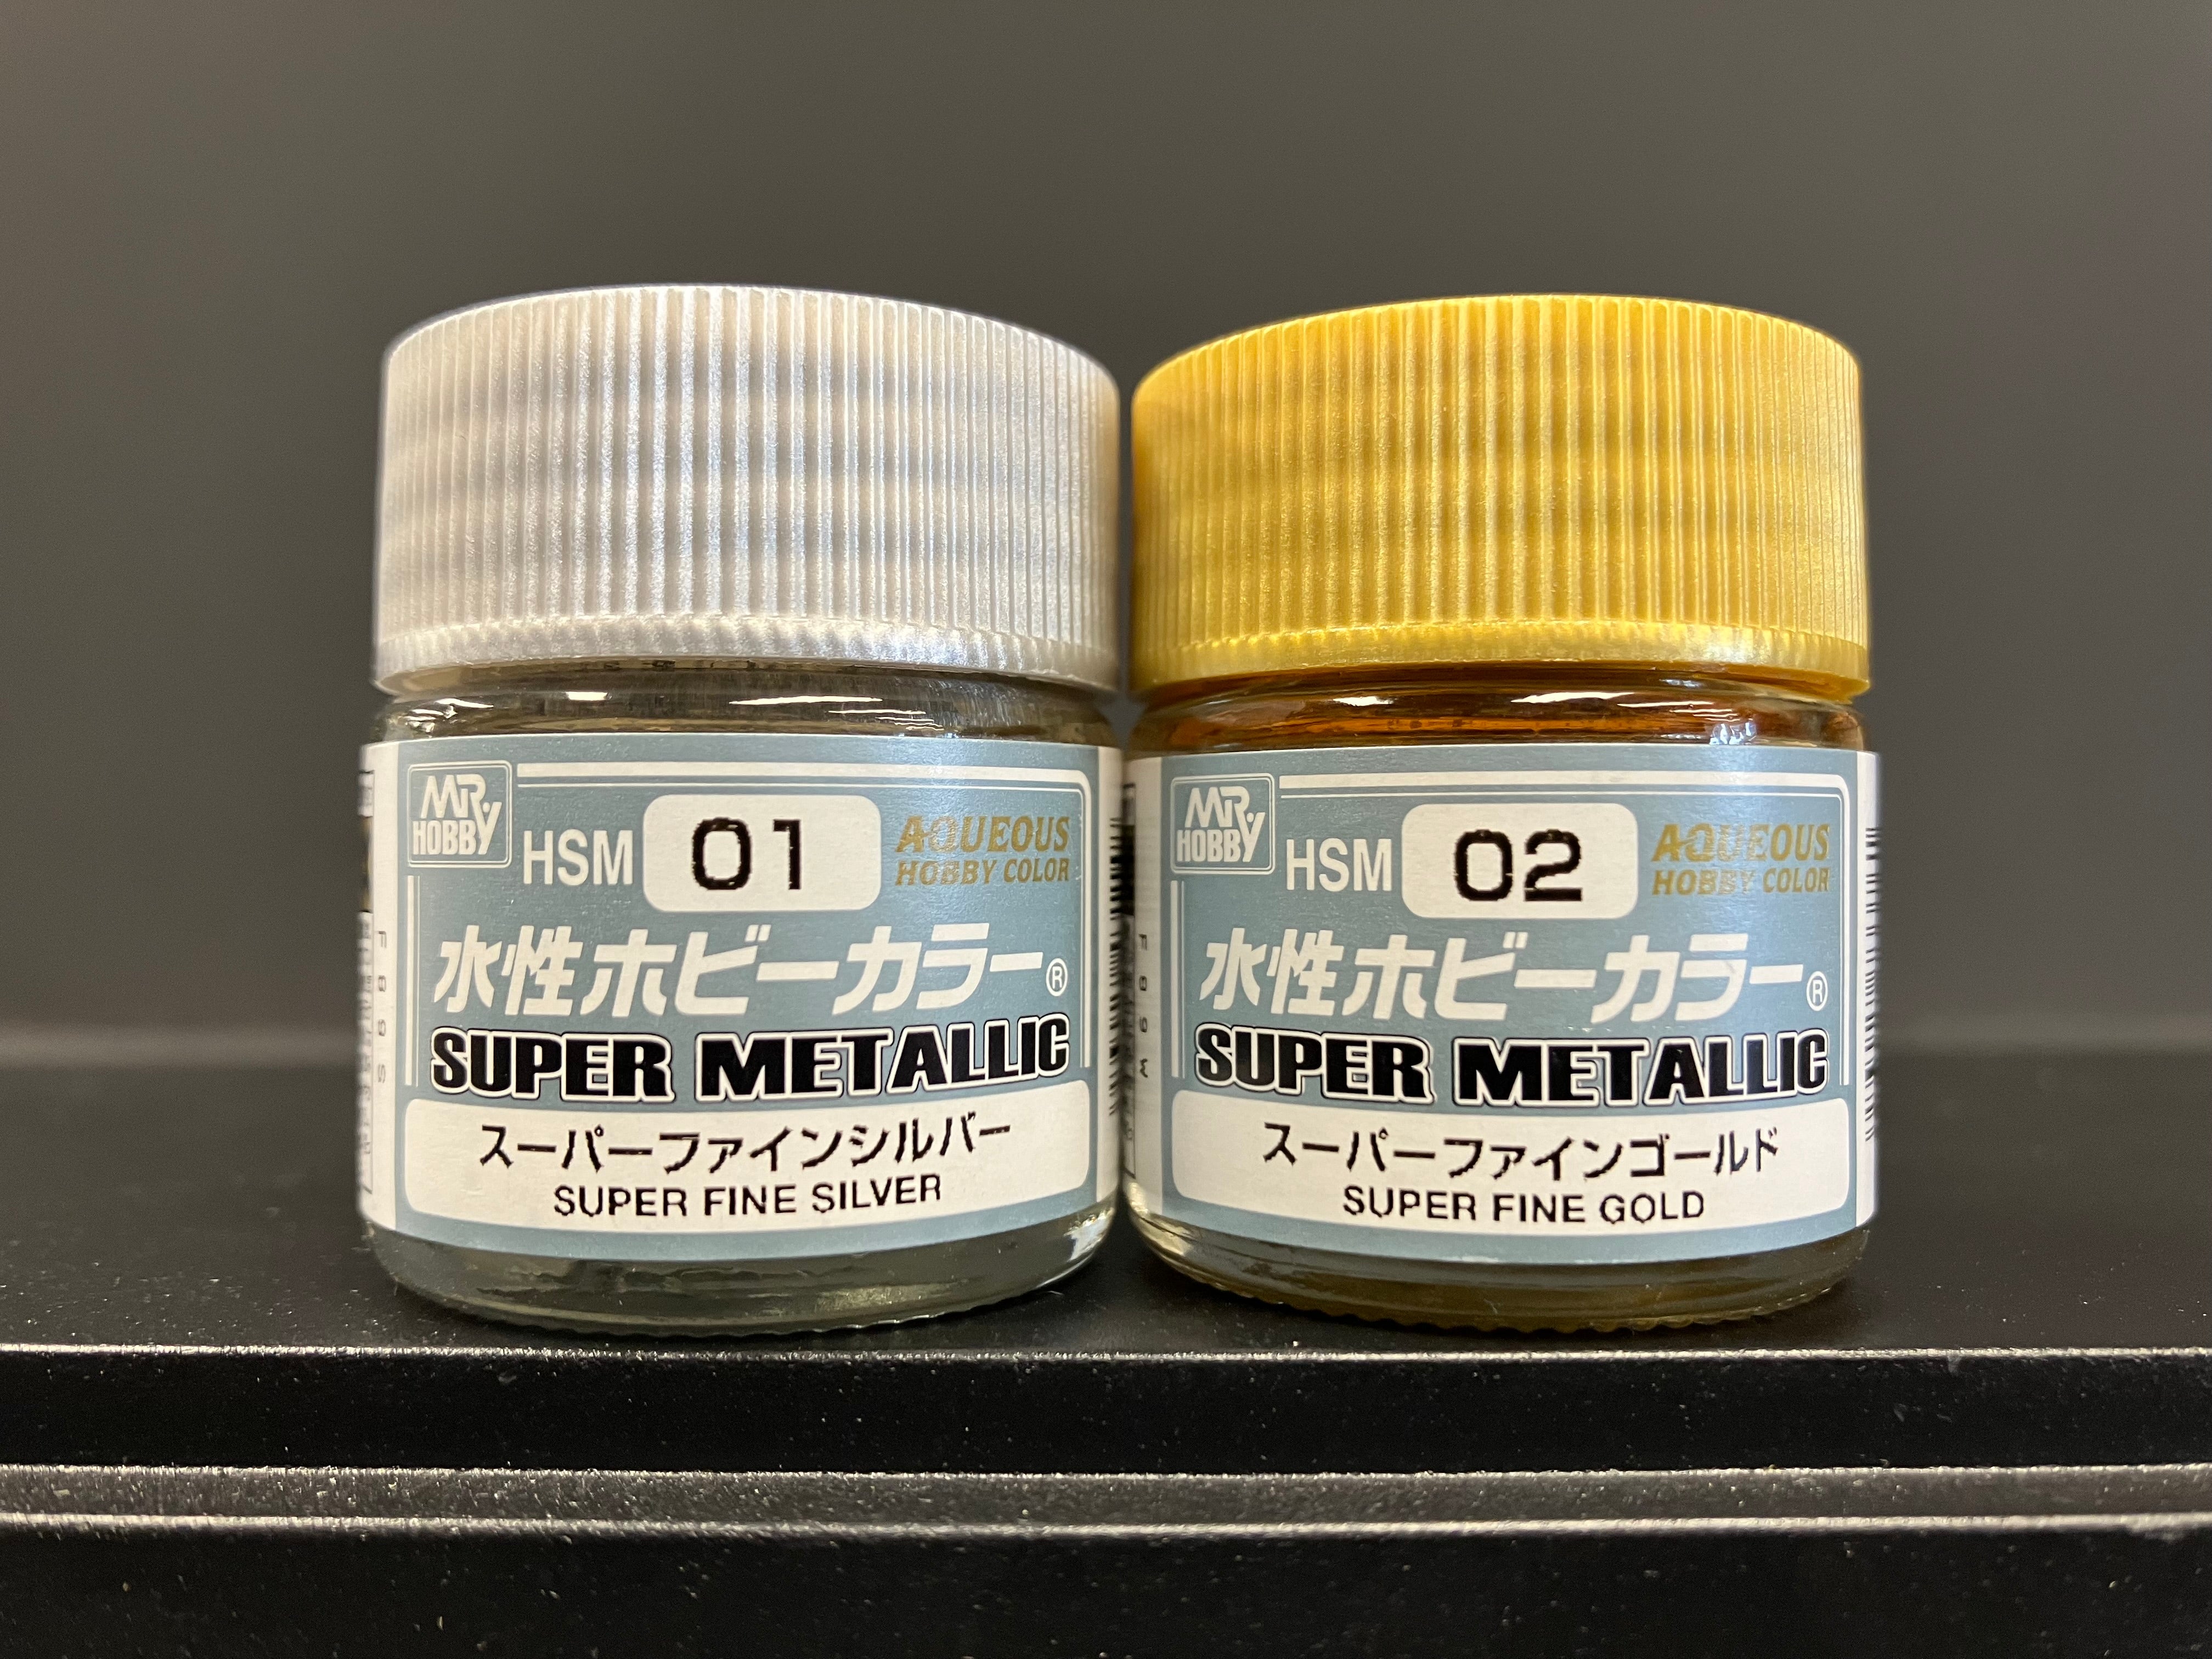 MR HOBBY
HSM 01
AQUEOUS
HOBBY COLOR
水性ホビーカラー®
SUPER METALLIC
スーパーファインシルバー
SUPER FINE SILVER
MR HOBBY
HSM 02
AQUEOUS
HOBBY COLOR
水性ホビーカラー®
SUPER METALLIC
スーパーファインゴールド
SUPER FINE GOLD